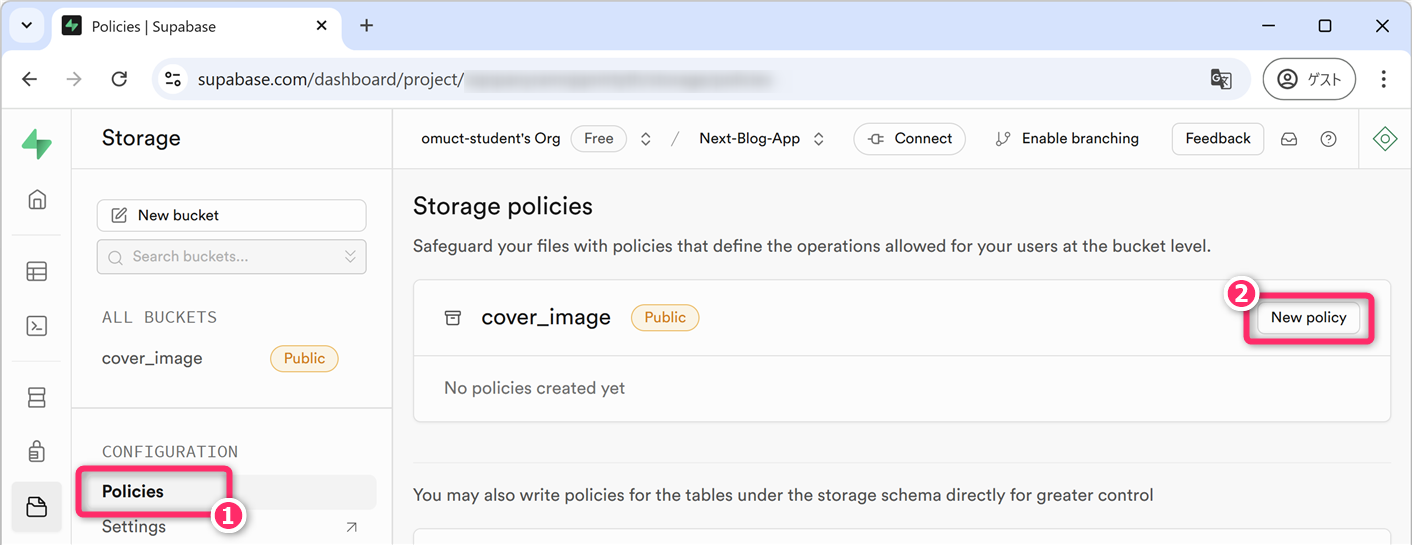 Policies | Supabase
supabase.com/dashboard/project/
ゲスト
Storage
omuct-student's Org Free / Next-Blog-App Connect Enable branching Feedback
New bucket
Search buckets...
ALL BUCKETS
cover_image Public
CONFIGURATION
Policies
1
Settings
Storage policies
Safeguard your files with policies that define the operations allowed for your users at the bucket level.
2
cover_image Public New policy
No policies created yet
You may also write policies for the tables under the storage schema directly for greater control